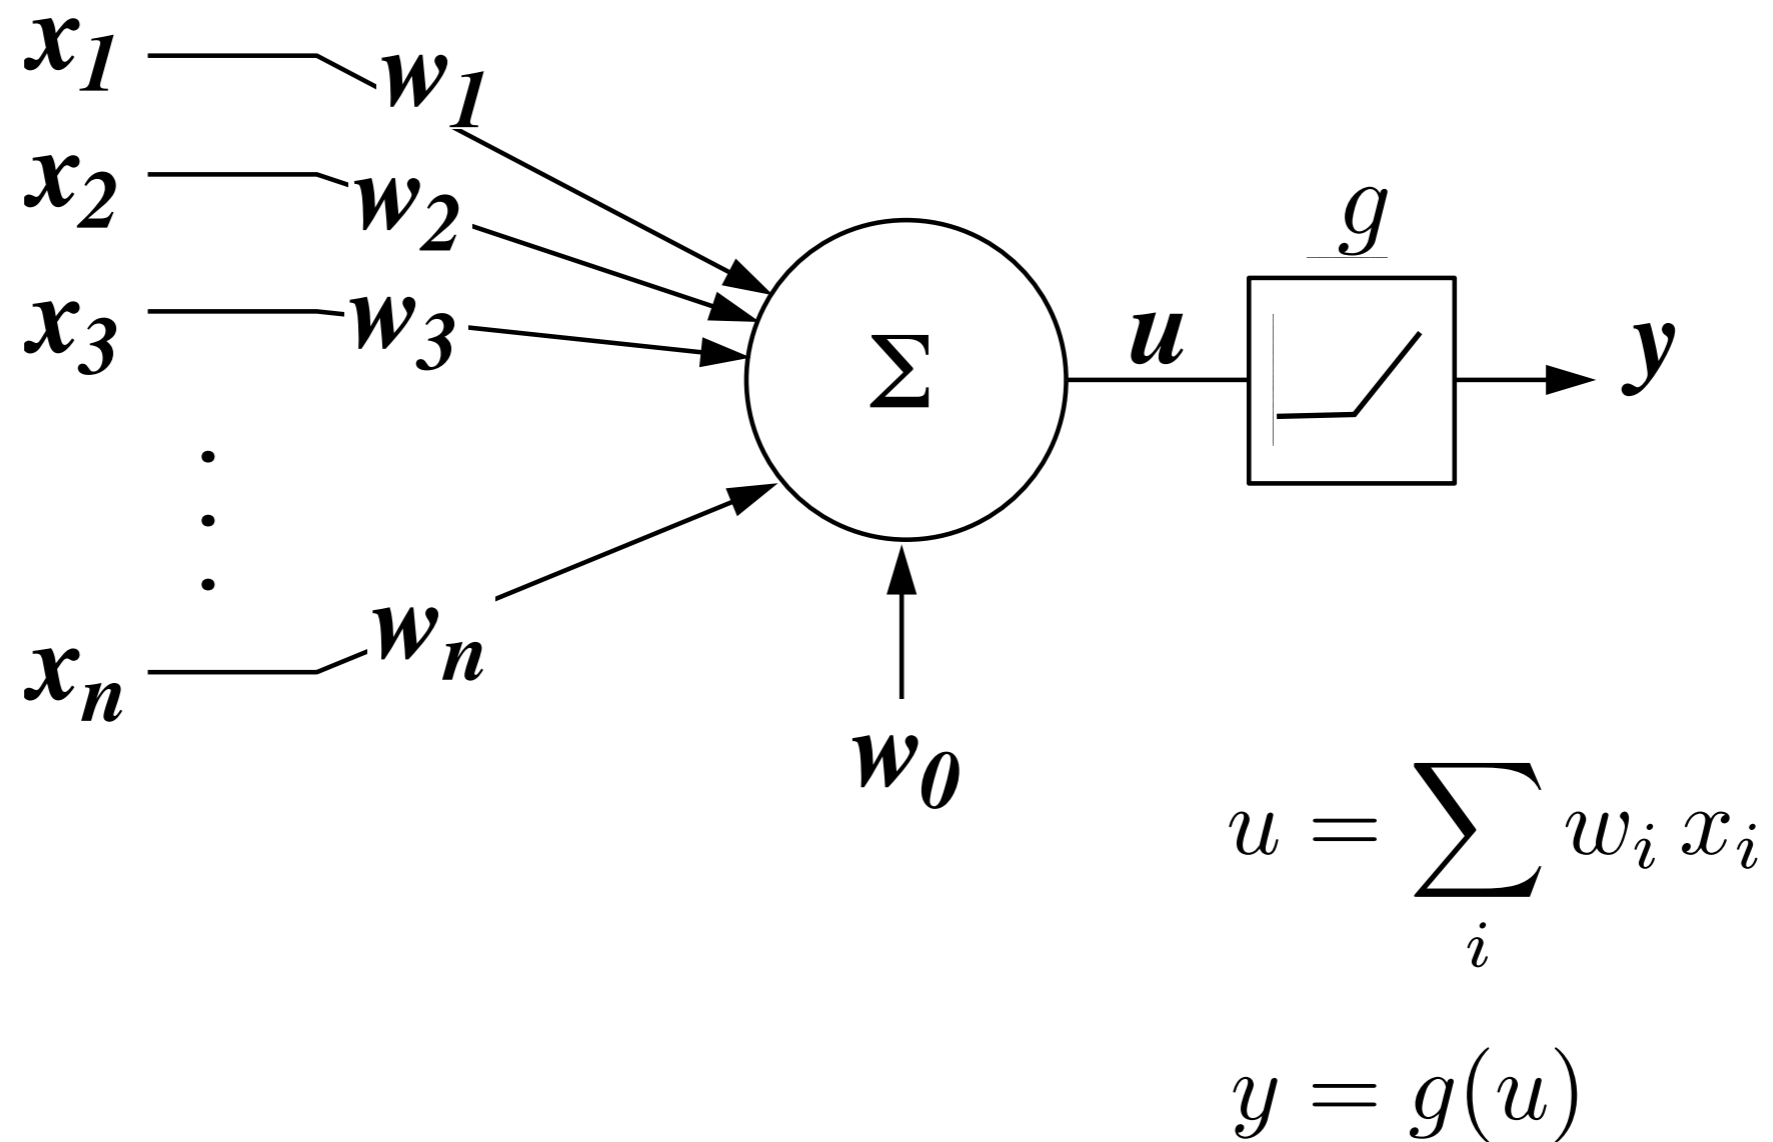 x1 w1
x2 w2
x3 w3
g
Σ
u
y
xn wn
w0
u = ∑i wi xi
y = g(u)